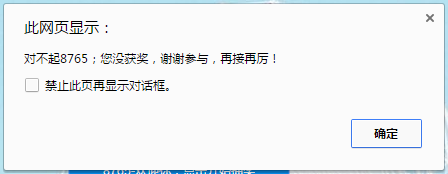 此网页显示：
对不起8765；您没获奖，谢谢参与，再接再厉！
禁止此页再显示对话框。
确定